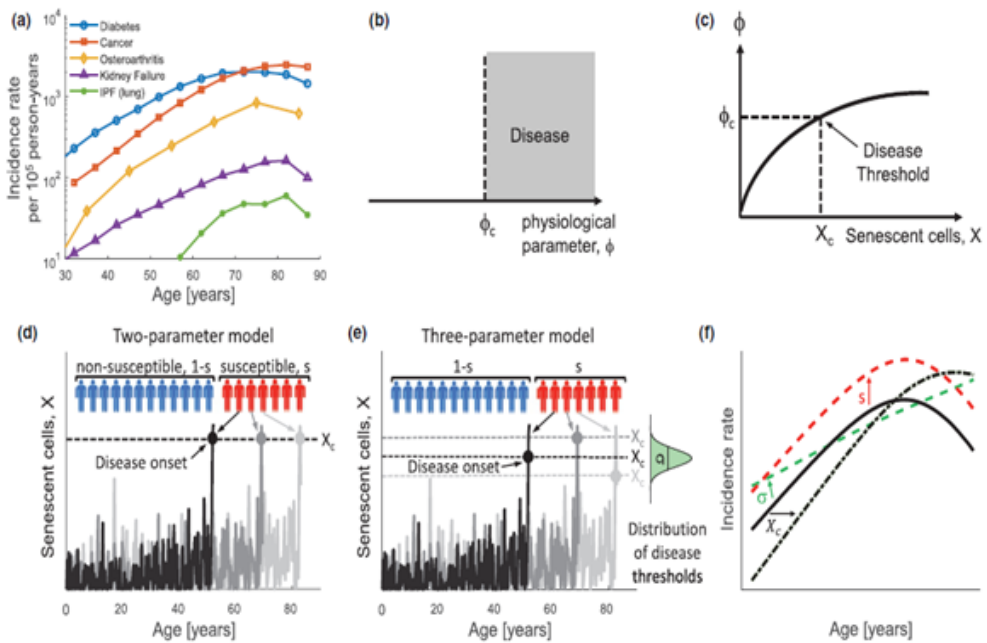 (a)
Diabetes
Cancer
Osteroarthritis
Kidney Failure
IPF (lung)
Incidence rate
per 10⁵ person-years
10³
10²
10¹
30 40 50 60 70 80 90
Age [years]
(b)
Disease
ϕc
physiological
parameter, ϕ
(c)
ϕ
ϕc
Disease
Threshold
Xc
Senescent cells, X
(d)
Two-parameter model
non-susceptible, 1-s
susceptible, s
Senescent cells, X
Xc
Disease onset
0 20 40 60 80
Age [years]
(e)
Three-parameter model
1-s
s
Senescent cells, X
Xc
Xc
Xc
Disease onset
Distribution
of disease
thresholds
0 20 40 60 80
Age [years]
(f)
Incidence rate
s
σ
Xc
Age [years]